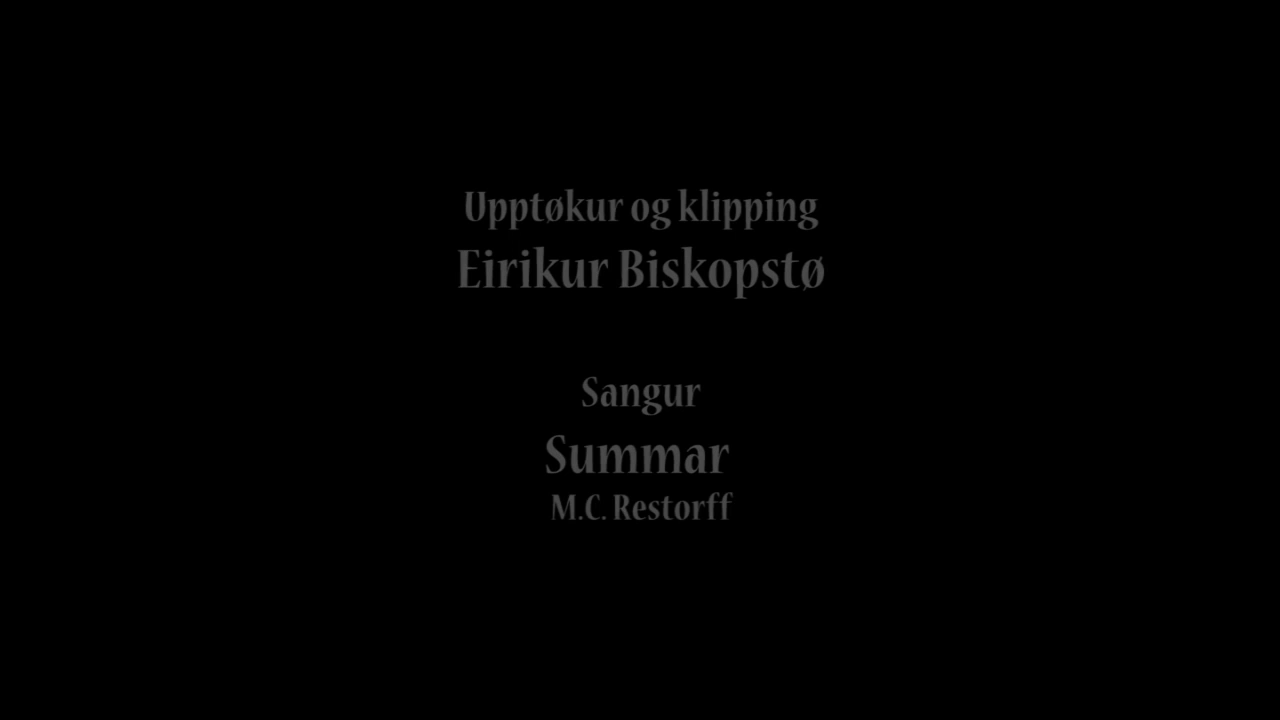 Upptøkur og klipping
Eirikur Biskopstø
Sangur
Summar
M.C. Restorff